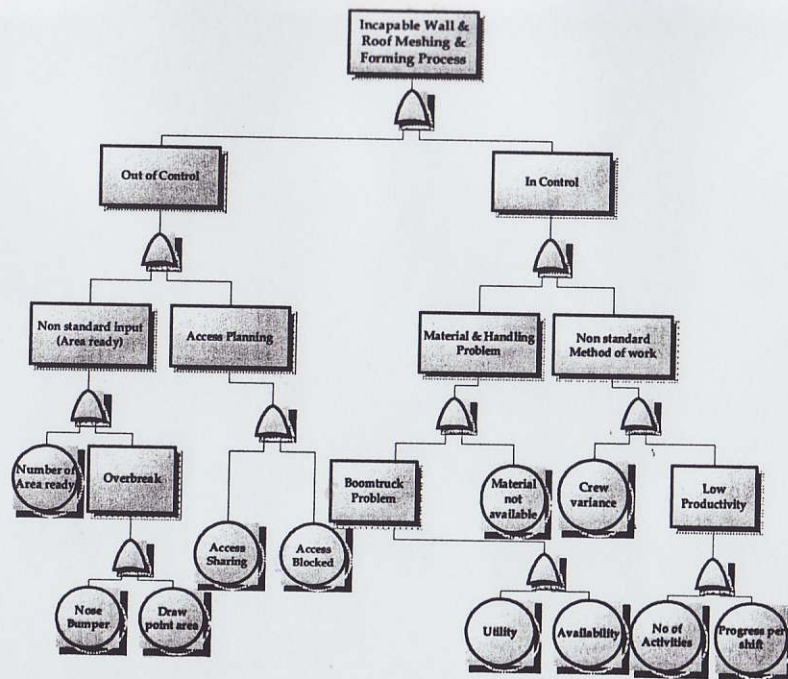 Incapable Wall &
Roof Meshing &
Forming Process
Out of Control
In Control
Non standard input
(Area ready)
Access Planning
Material & Handling
Problem
Non standard
Method of work
Number of
Area ready
Overbreak
Access
Sharing
Access
Blocked
Boomtruck
Problem
Material
not
available
Crew
variance
Low
Productivity
Nose
Bumper
Draw
point area
Utility
Availability
No of
Activities
Progress per
shift